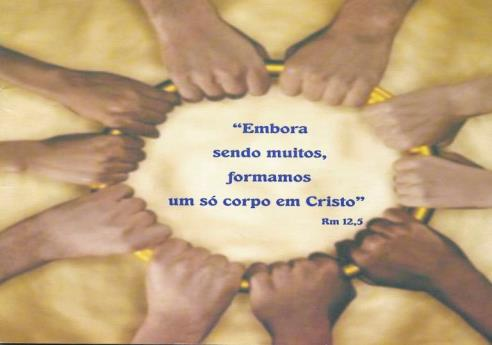 “Embora
sendo muitos,
formamos
um só corpo em Cristo”
Rm 12,5